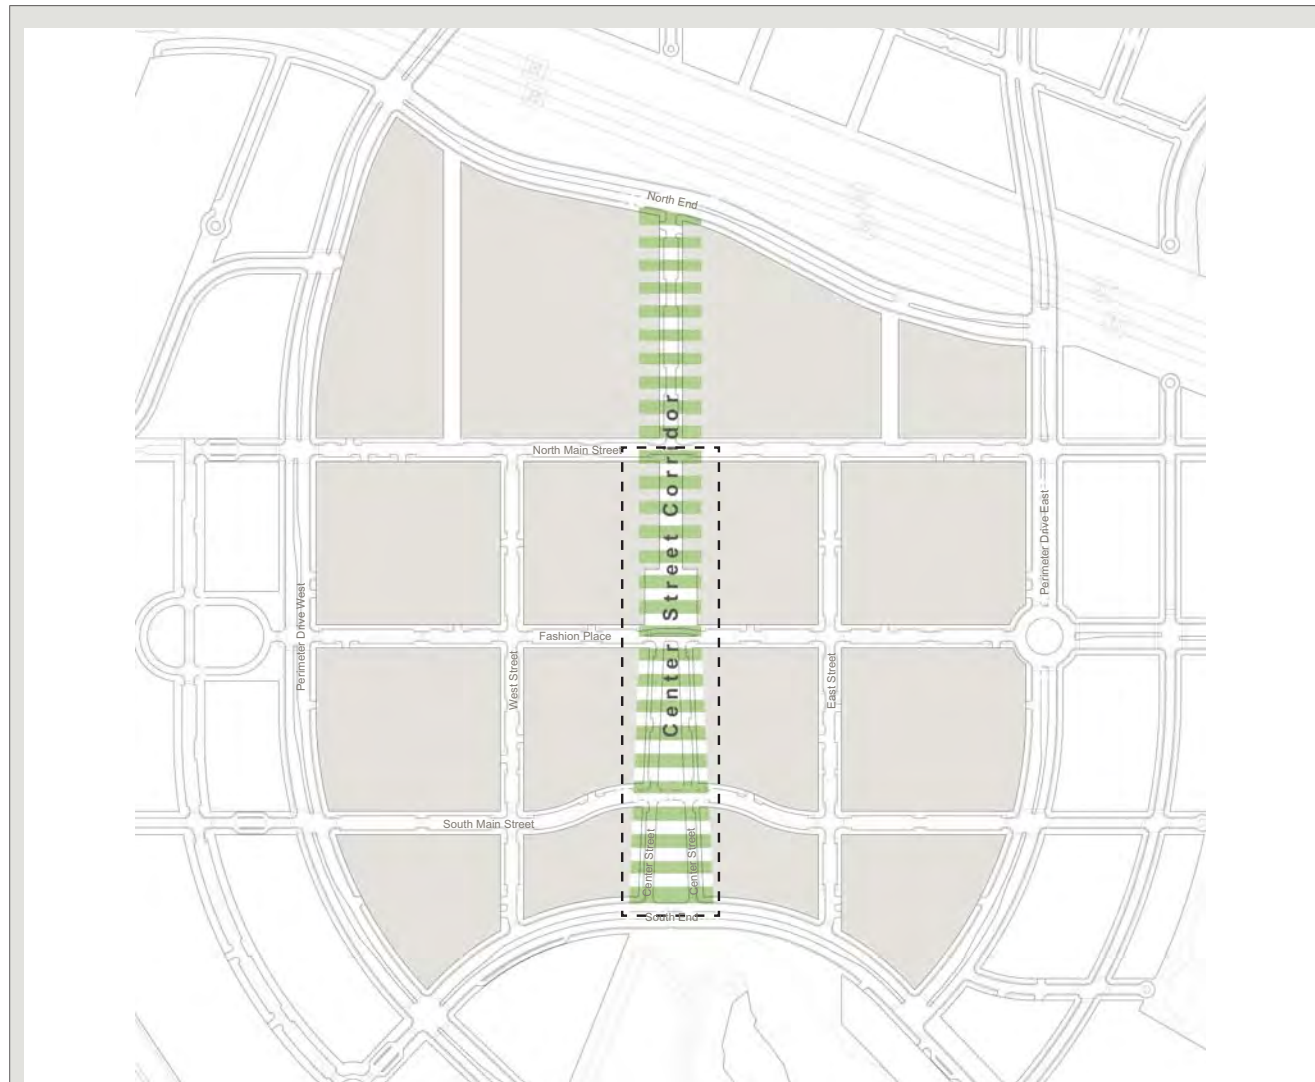 North End
North Main Street
Center Street Corridor
Perimeter Drive East
Perimeter Drive West
Fashion Place
West Street
East Street
South Main Street
Center Street
Center Street
South End